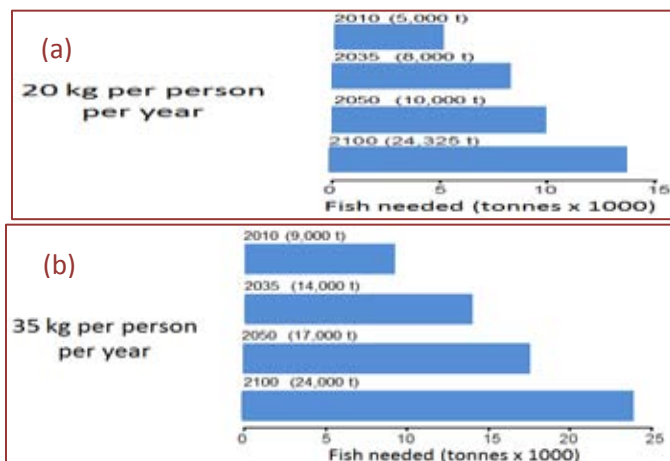 (a)
20 kg per person
per year
2010 (5,000 t)
2035 (8,000 t)
2050 (10,000 t)
2100 (24,325 t)
0 5 10 15
Fish needed (tonnes x 1000)
(b)
35 kg per person
per year
2010 (9,000 t)
2035 (14,000 t)
2050 (17,000 t)
2100 (24,000 t)
0 5 10 15 20 25
Fish needed (tonnes x 1000)